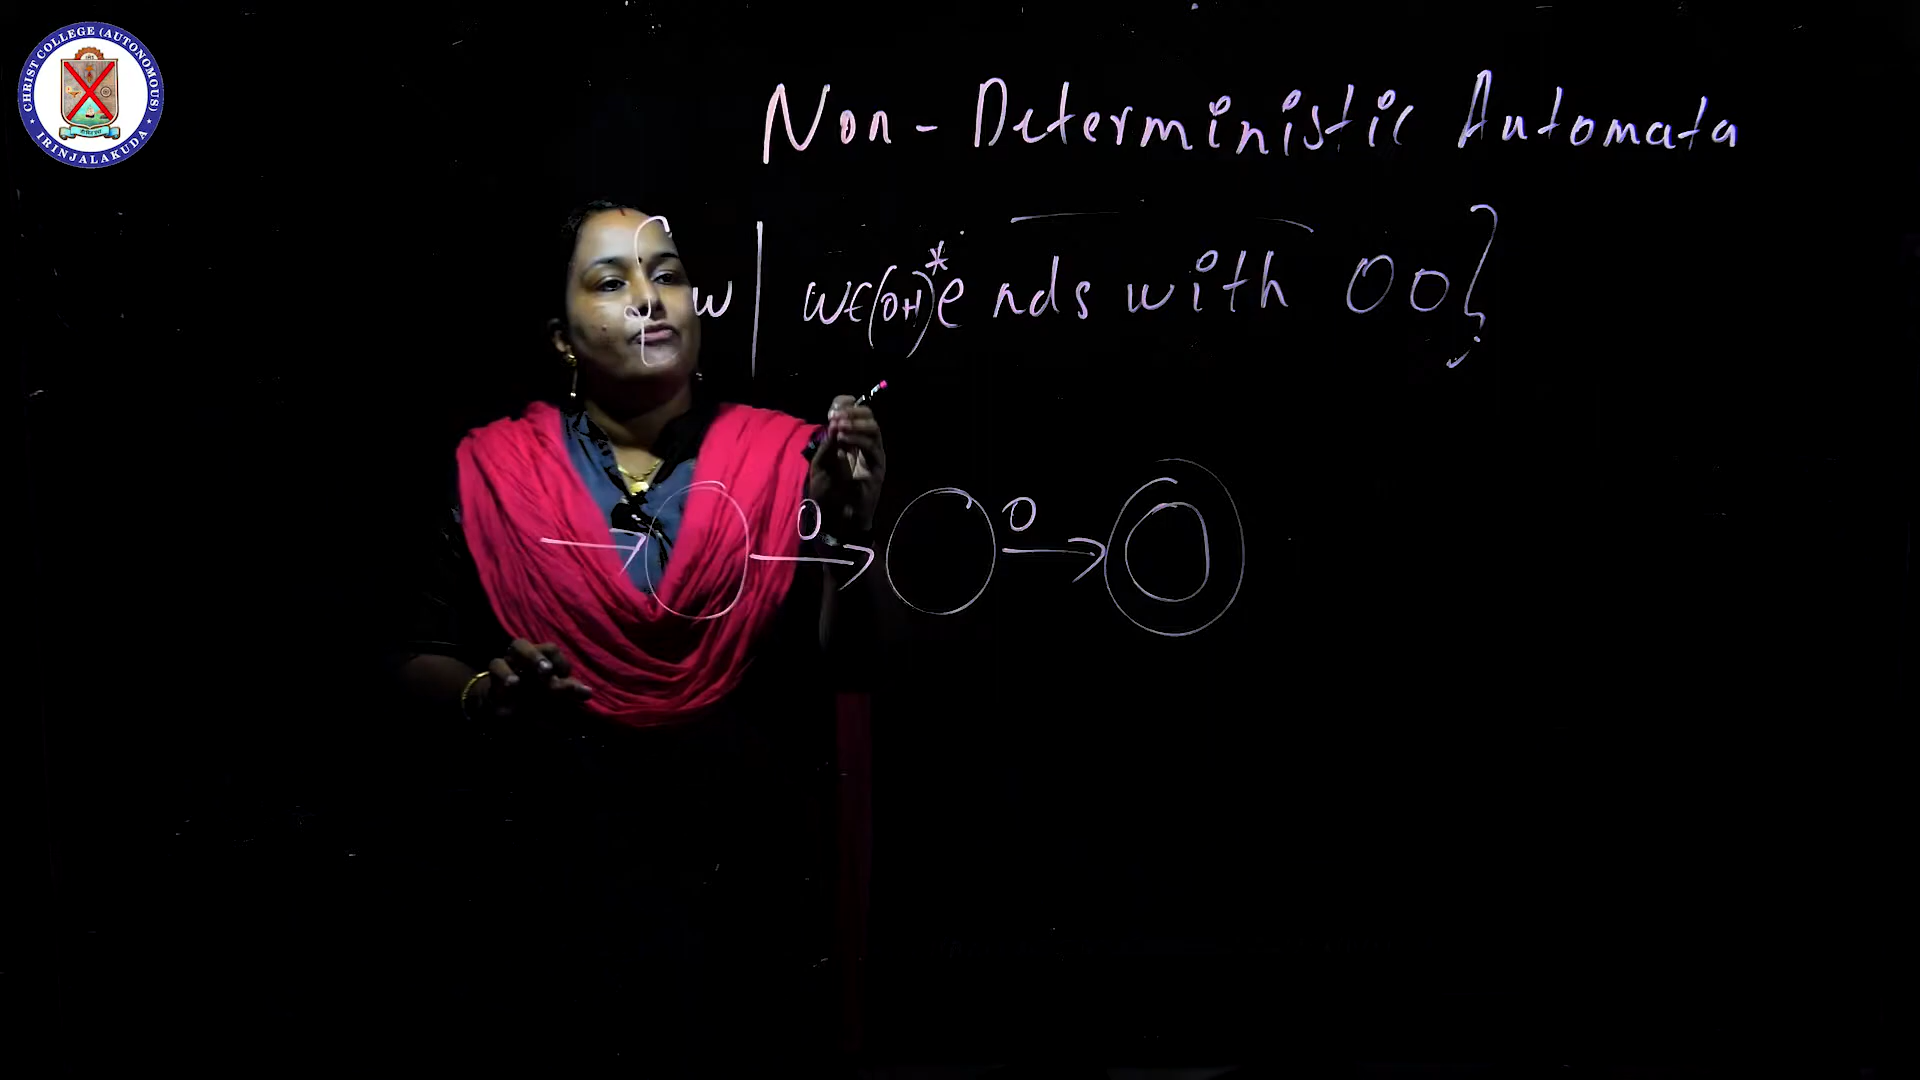 CHRIST COLLEGE (AUTONOMOUS)
IRINJALAKUDA
Non-Deterministic Automata
{w | w∈(0+1)* ends with 00}
0 0